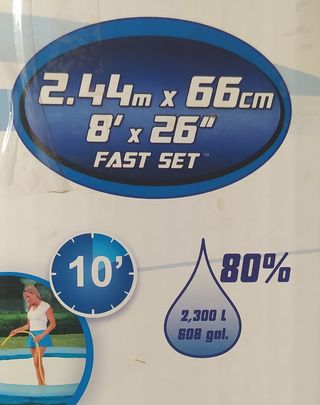 2.44m x 66cm
8' x 26"
FAST SET™
10'
80%
2,300 L
608 gal.